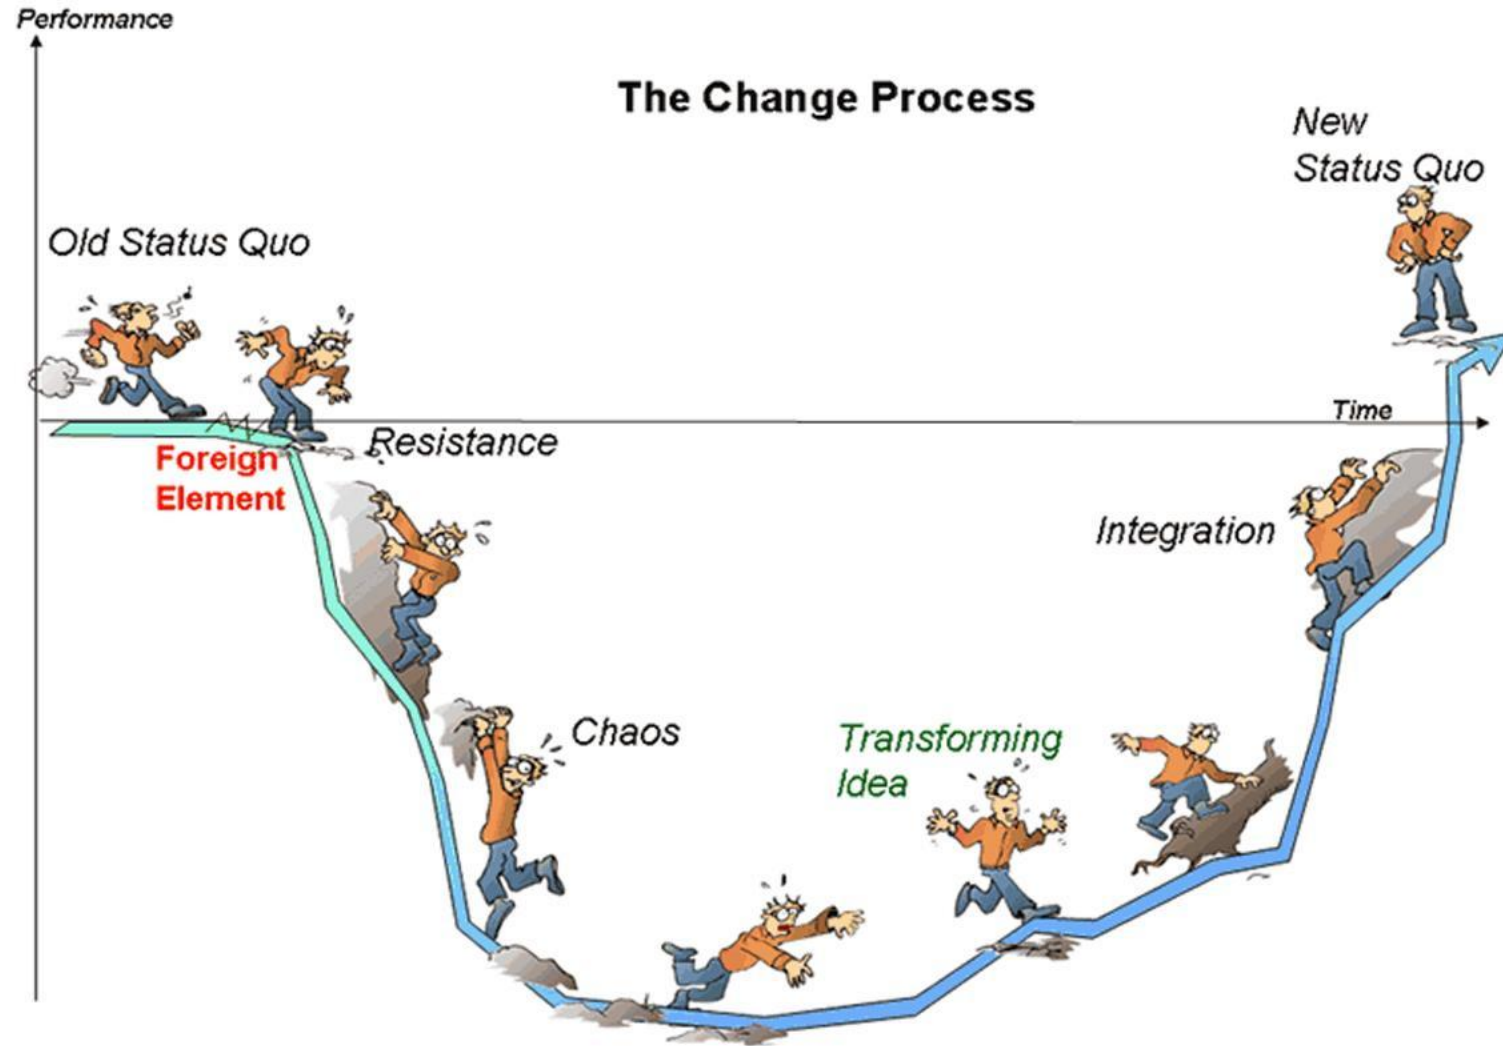 Performance
The Change Process
New
Status Quo
Old Status Quo
Time
Resistance
Foreign
Element
Integration
Chaos
Transforming
Idea